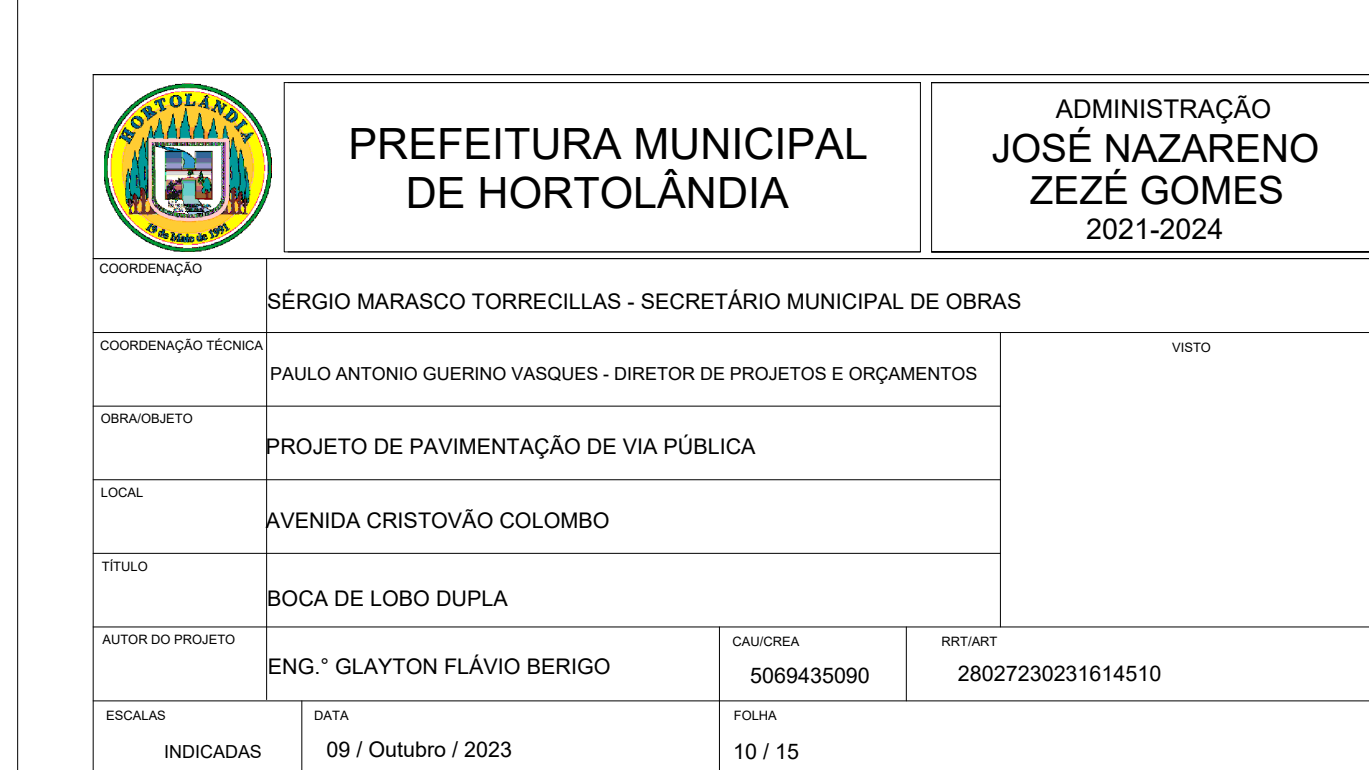 HORTOLÂNDIA
19 de Maio de 1991
PREFEITURA MUNICIPAL
DE HORTOLÂNDIA
ADMINISTRAÇÃO
JOSÉ NAZARENO
ZEZÉ GOMES
2021-2024
COORDENAÇÃO
SÉRGIO MARASCO TORRECILLAS - SECRETÁRIO MUNICIPAL DE OBRAS
COORDENAÇÃO TÉCNICA
PAULO ANTONIO GUERINO VASQUES - DIRETOR DE PROJETOS E ORÇAMENTOS
VISTO
OBRA/OBJETO
PROJETO DE PAVIMENTAÇÃO DE VIA PÚBLICA
LOCAL
AVENIDA CRISTOVÃO COLOMBO
TÍTULO
BOCA DE LOBO DUPLA
AUTOR DO PROJETO
ENG.° GLAYTON FLÁVIO BERIGO
CAU/CREA
5069435090
RRT/ART
28027230231614510
ESCALAS
INDICADAS
DATA
09 / Outubro / 2023
FOLHA
10 / 15